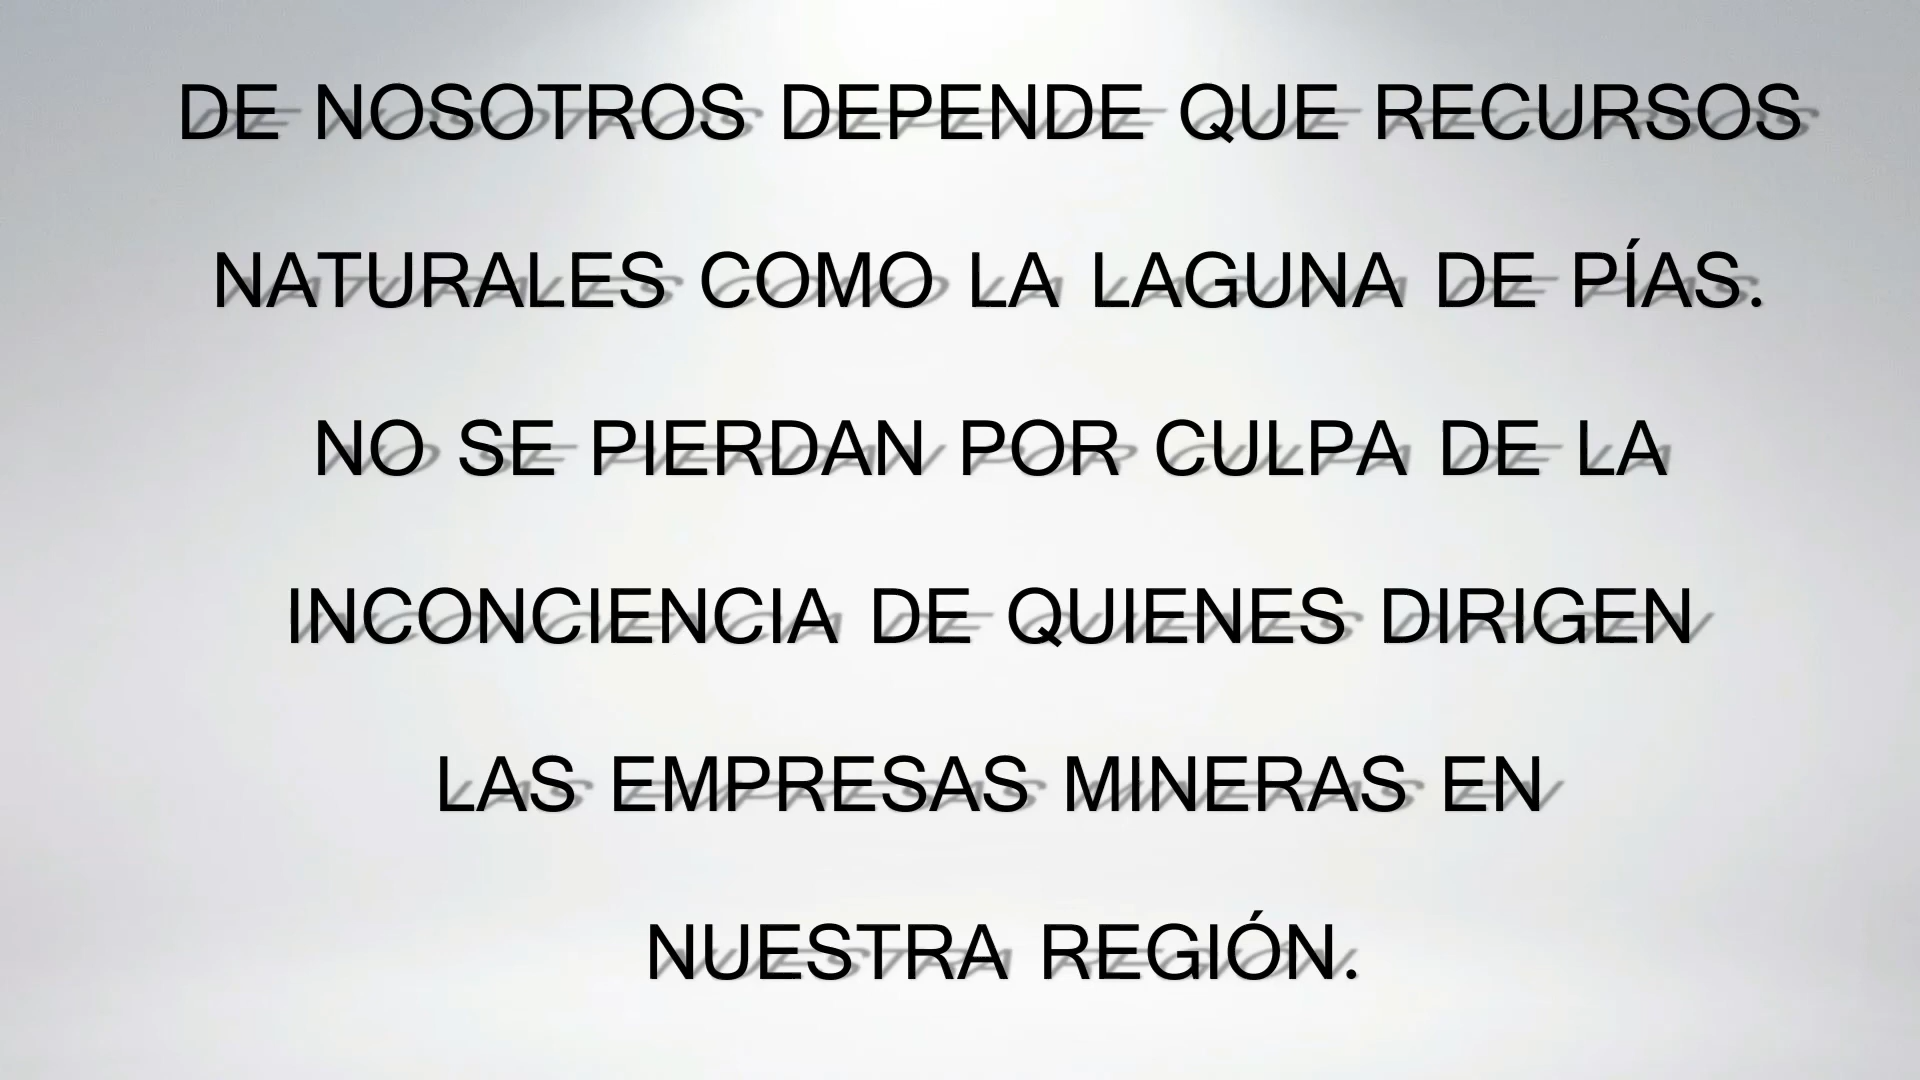 DE NOSOTROS DEPENDE QUE RECURSOS
NATURALES COMO LA LAGUNA DE PÍAS.
NO SE PIERDAN POR CULPA DE LA
INCONCIENCIA DE QUIENES DIRIGEN
LAS EMPRESAS MINERAS EN
NUESTRA REGIÓN.